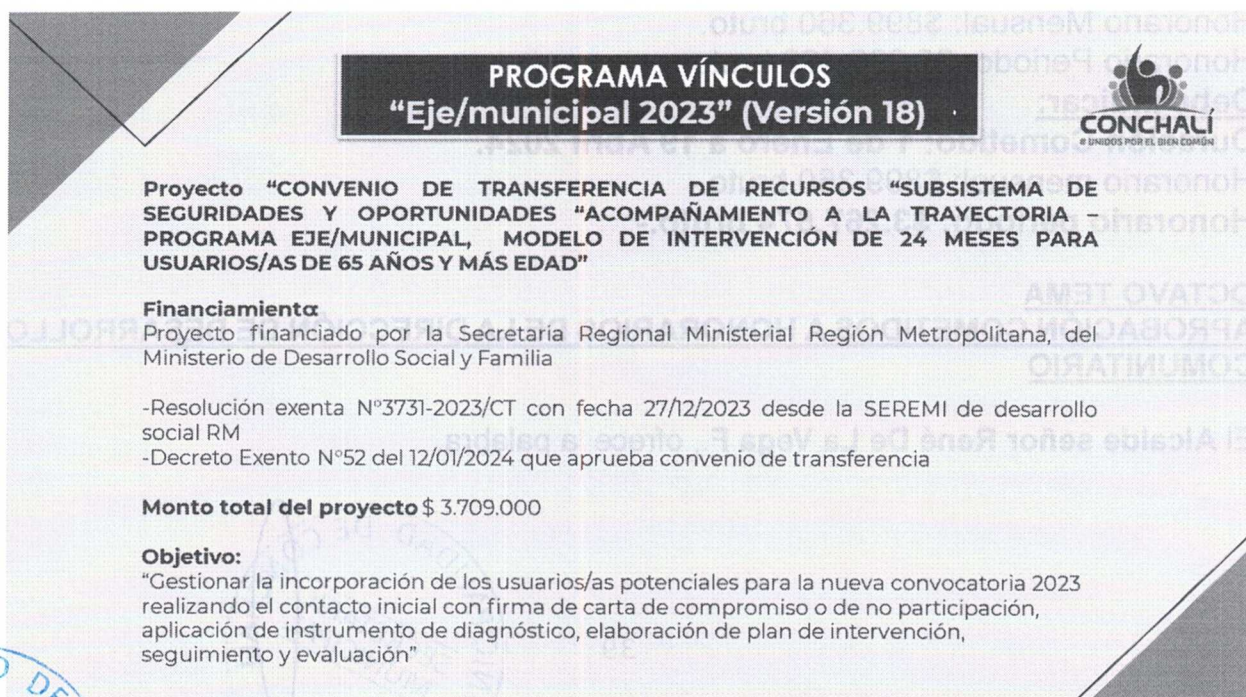 PROGRAMA VÍNCULOS
“Eje/municipal 2023” (Versión 18)
CONCHALÍ
# UNIDOS POR EL BIEN COMÚN
Proyecto “CONVENIO DE TRANSFERENCIA DE RECURSOS “SUBSISTEMA DE
SEGURIDADES Y OPORTUNIDADES “ACOMPAÑAMIENTO A LA TRAYECTORIA –
PROGRAMA EJE/MUNICIPAL, MODELO DE INTERVENCIÓN DE 24 MESES PARA
USUARIOS/AS DE 65 AÑOS Y MÁS EDAD”
Financiamiento:
Proyecto financiado por la Secretaría Regional Ministerial Región Metropolitana, del
Ministerio de Desarrollo Social y Familia
-Resolución exenta N°3731-2023/CT con fecha 27/12/2023 desde la SEREMI de desarrollo
social RM
-Decreto Exento N°52 del 12/01/2024 que aprueba convenio de transferencia
Monto total del proyecto $ 3.709.000
Objetivo:
“Gestionar la incorporación de los usuarios/as potenciales para la nueva convocatoria 2023
realizando el contacto inicial con firma de carta de compromiso o de no participación,
aplicación de instrumento de diagnóstico, elaboración de plan de intervención,
seguimiento y evaluación”